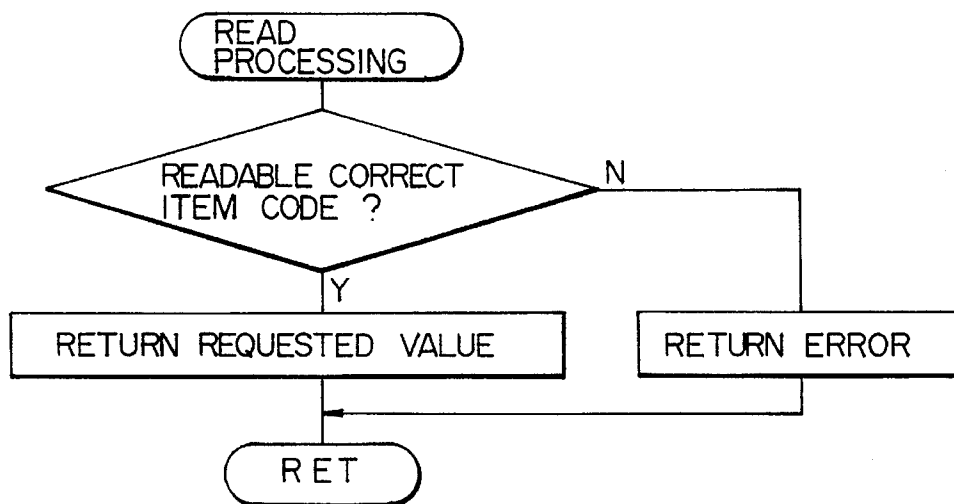 READ
PROCESSING
READABLE CORRECT
ITEM CODE ?
N
Y
RETURN REQUESTED VALUE
RETURN ERROR
RET